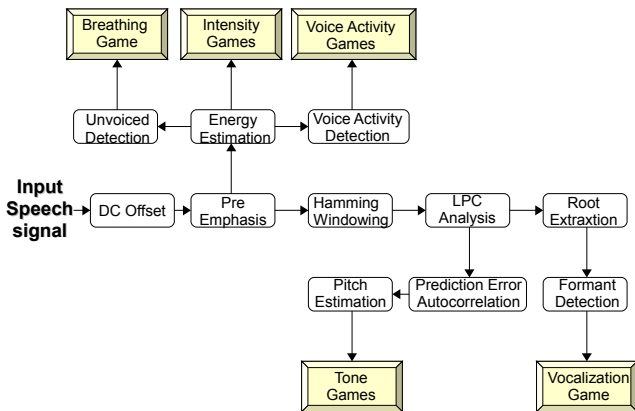 Breathing
Game
Intensity
Games
Voice Activity
Games
Unvoiced
Detection
Energy
Estimation
Voice Activity
Detection
Input
Speech
signal
DC Offset
Pre
Emphasis
Hamming
Windowing
LPC
Analysis
Root
Extraxtion
Pitch
Estimation
Prediction Error
Autocorrelation
Formant
Detection
Tone
Games
Vocalization
Game